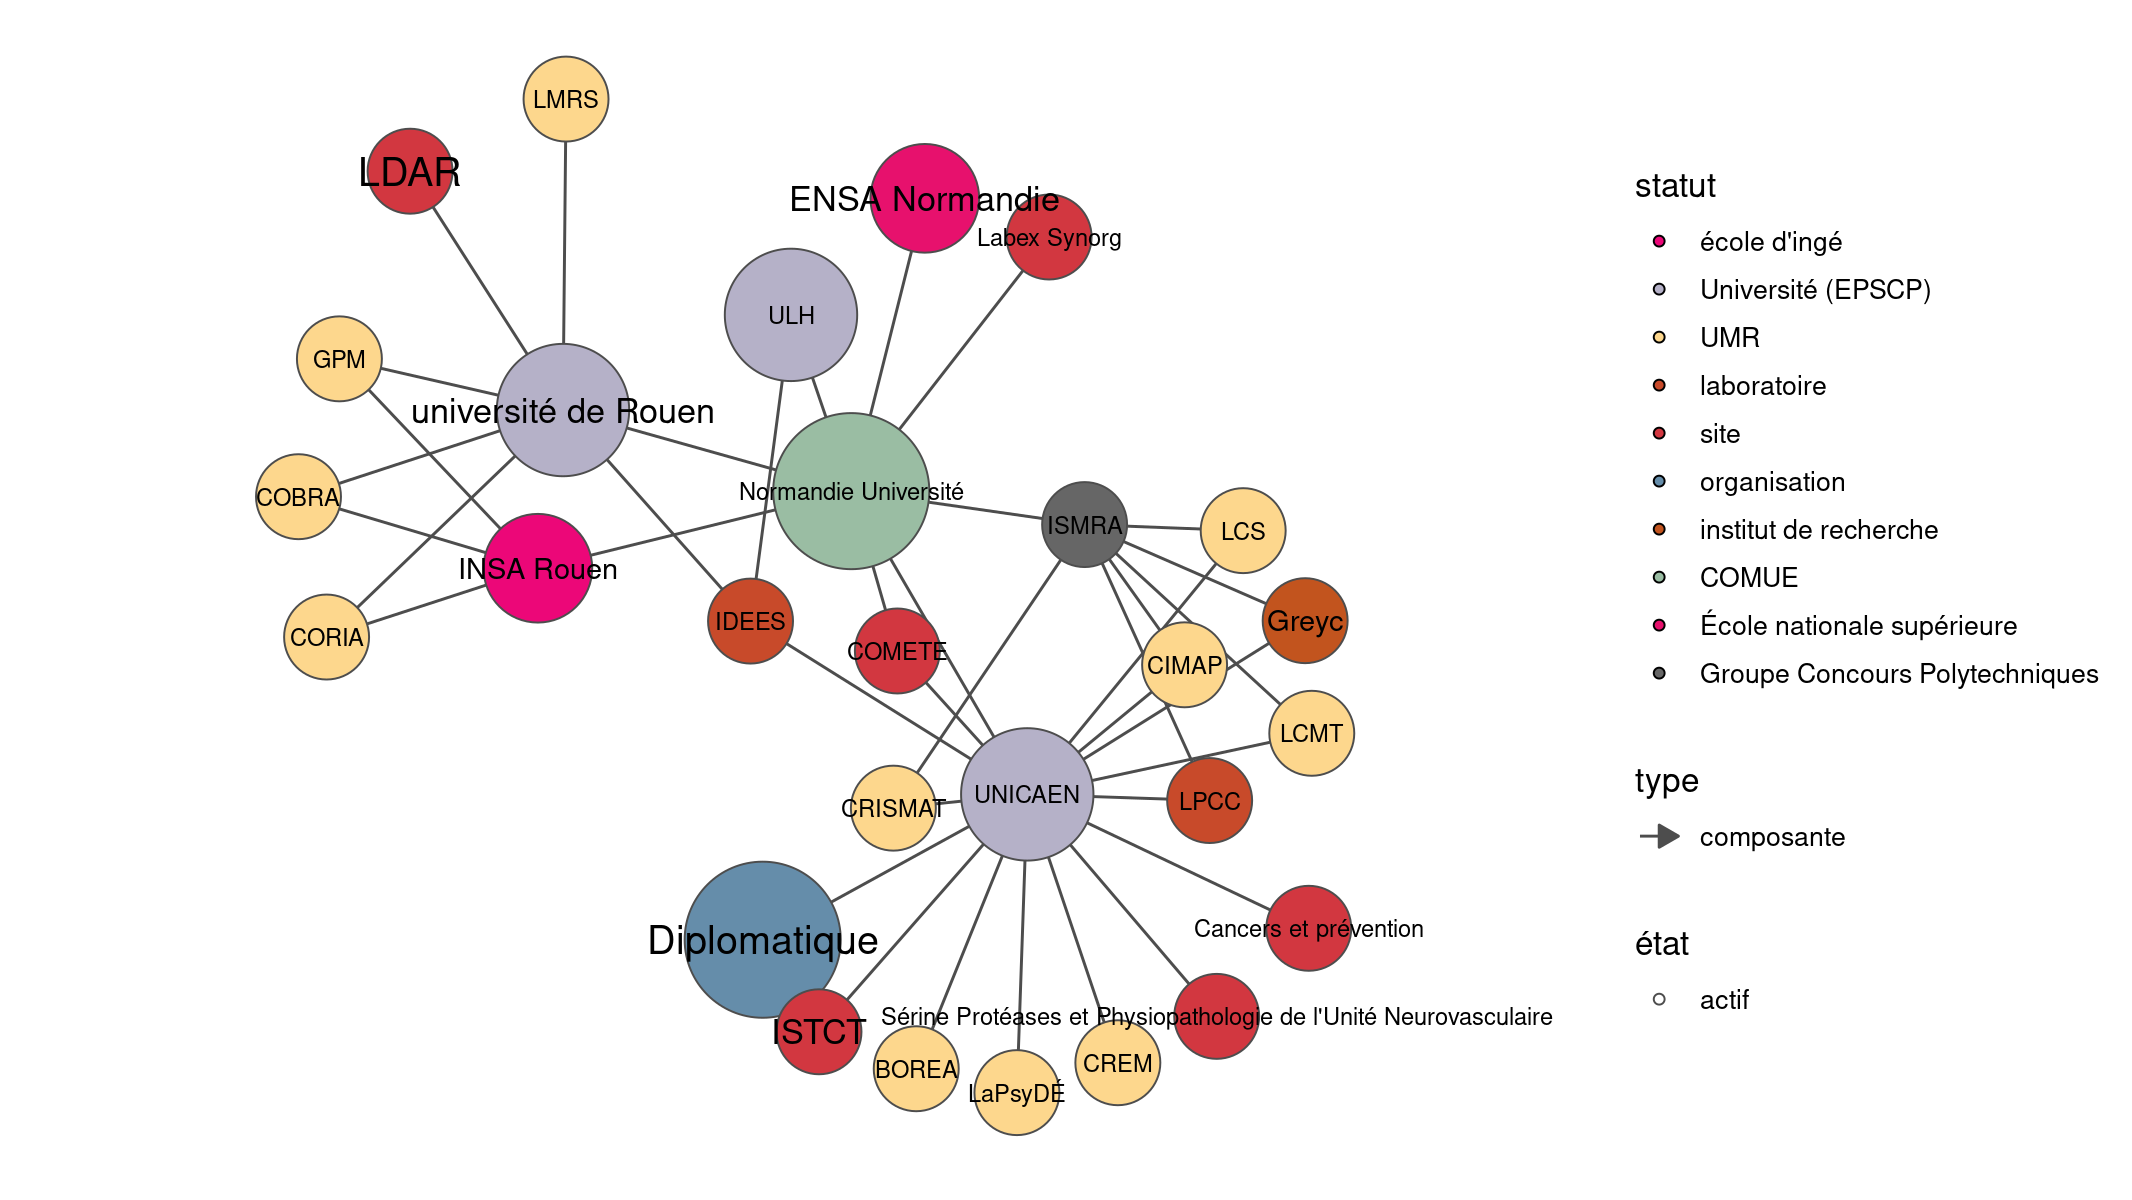 LMRS
LDAR
ENSA Normandie
Labex Synorg
ULH
GPM
université de Rouen
Normandie Université
COBRA
ISMRA
LCS
INSA Rouen
IDEES
Greyc
CORIA
COMETE
CIMAP
LCMT
UNICAEN
LPCC
CRISMAT
Cancers et prévention
Diplomatique
Sérine Protéases et Physiopathologie de l'Unité Neurovasculaire
ISTCT
BOREA
CREM
LaPsyDÉ
statut
école d'ingé
Université (EPSCP)
UMR
laboratoire
site
organisation
institut de recherche
COMUE
École nationale supérieure
Groupe Concours Polytechniques
type
composante
état
actif